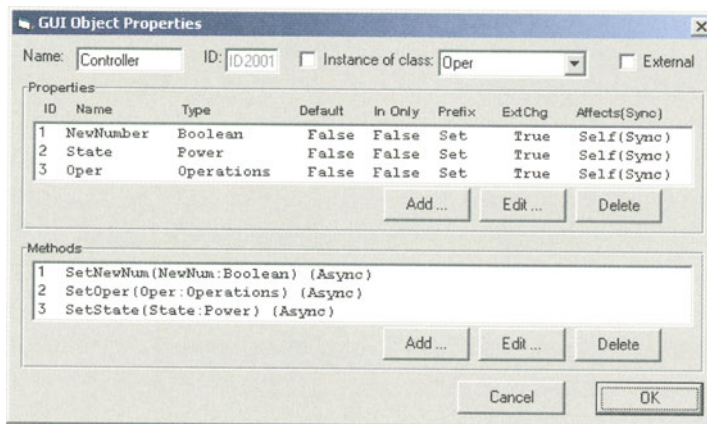 GUI Object Properties
Name: Controller ID: ID2001 Instance of class: Oper External
Properties
ID Name Type Default In Only Prefix ExtChg Affects(Sync)
1 NewNumber Boolean False False Set True Self(Sync)
2 State Power False False Set True Self(Sync)
3 Oper Operations False False Set True Self(Sync)
Add ... Edit ... Delete
Methods
1 SetNewNum(NewNum:Boolean) (Async)
2 SetOper(Oper:Operations) (Async)
3 SetState(State:Power) (Async)
Add ... Edit ... Delete
Cancel OK